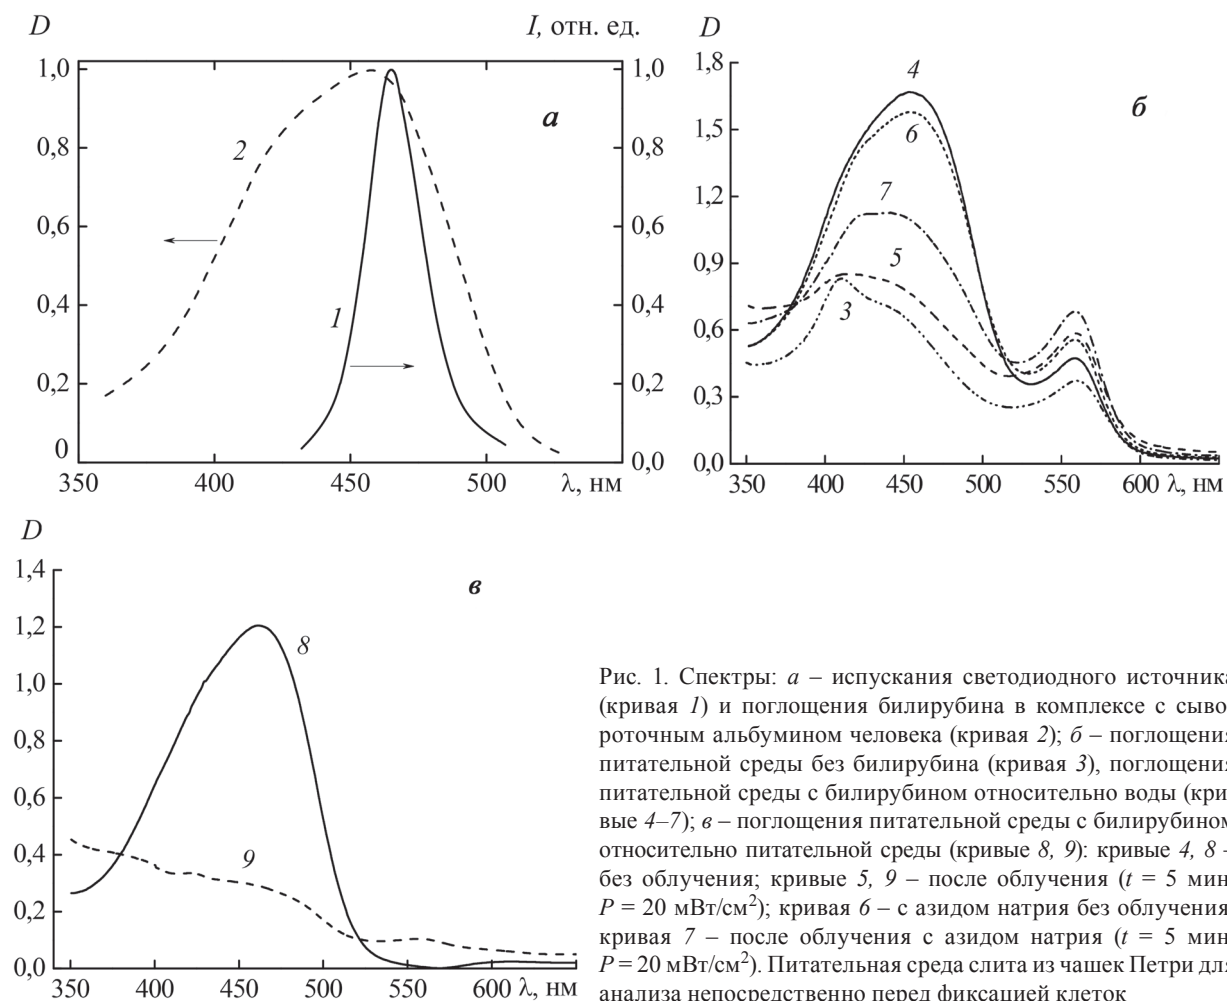 D
I, отн. ед.
1,0
0,8
0,6
0,4
0,2
0
1,0
0,8
0,6
0,4
0,2
0,0
а
2
1
350
400
450
500
λ, нм
D
1,8
1,5
1,2
0,9
0,6
0,3
0,0
б
4
6
7
5
3
350
400
450
500
550
600
λ, нм
D
1,4
1,2
1,0
0,8
0,6
0,4
0,2
0,0
в
8
9
350
400
450
500
550
600
λ, нм
Рис. 1. Спектры: а – испускания светодиодного источника
(кривая 1) и поглощения билирубина в комплексе с сыво
роточным альбумином человека (кривая 2); б – поглощения
питательной среды без билирубина (кривая 3), поглощения
питательной среды с билирубином относительно воды (кри
вые 4–7); в – поглощения питательной среды с билирубином
относительно питательной среды (кривые 8, 9): кривые 4, 8 –
без облучения; кривые 5, 9 – после облучения (t = 5 мин
P = 20 мВт/см²); кривая 6 – с азидом натрия без облучения
кривая 7 – после облучения с азидом натрия (t = 5 мин
P = 20 мВт/см²). Питательная среда слита из чашек Петри для
анализа непосредственно перед фиксацией клеток